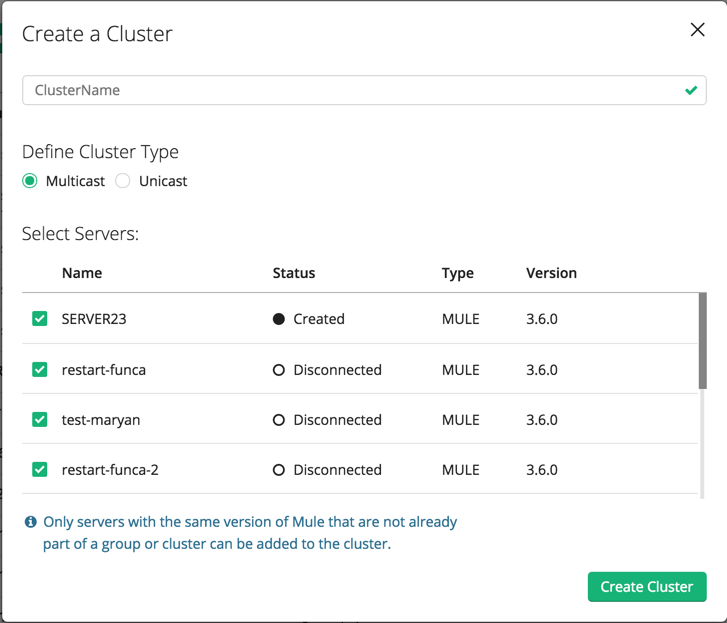 Create a Cluster
ClusterName
Define Cluster Type
Multicast Unicast
Select Servers:
Name Status Type Version
SERVER23 Created MULE 3.6.0
restart-funca Disconnected MULE 3.6.0
test-maryan Disconnected MULE 3.6.0
restart-funca-2 Disconnected MULE 3.6.0
Only servers with the same version of Mule that are not already
part of a group or cluster can be added to the cluster.
Create Cluster